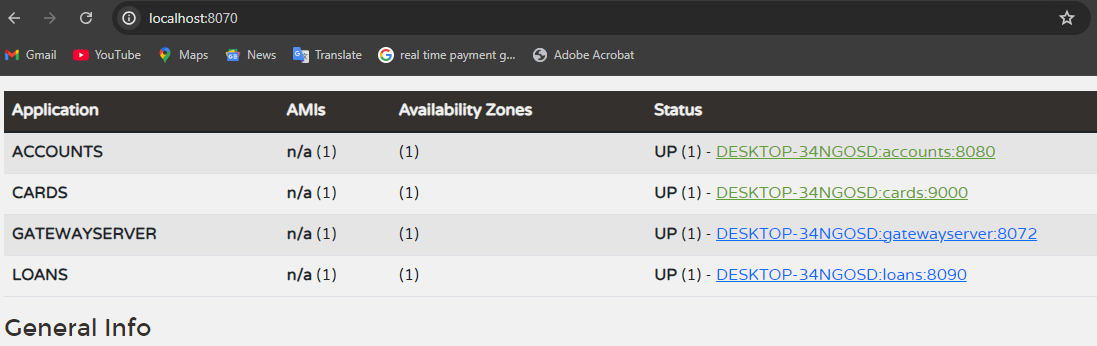 localhost:8070
Gmail YouTube Maps News Translate real time payment g... Adobe Acrobat
Application AMIs Availability Zones Status
ACCOUNTS n/a (1) (1) UP (1) - DESKTOP-34NGOSD:accounts:8080
CARDS n/a (1) (1) UP (1) - DESKTOP-34NGOSD:cards:9000
GATEWAYSERVER n/a (1) (1) UP (1) - DESKTOP-34NGOSD:gatewayserver:8072
LOANS n/a (1) (1) UP (1) - DESKTOP-34NGOSD:loans:8090
General Info